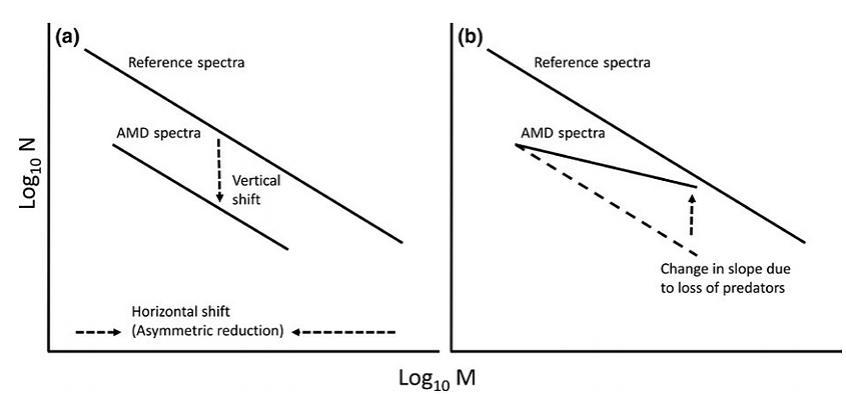 (a)
Reference spectra
AMD spectra
Vertical
shift
Horizontal shift
(Asymmetric reduction)
(b)
Reference spectra
AMD spectra
Change in slope due
to loss of predators
Log10 N
Log10 M